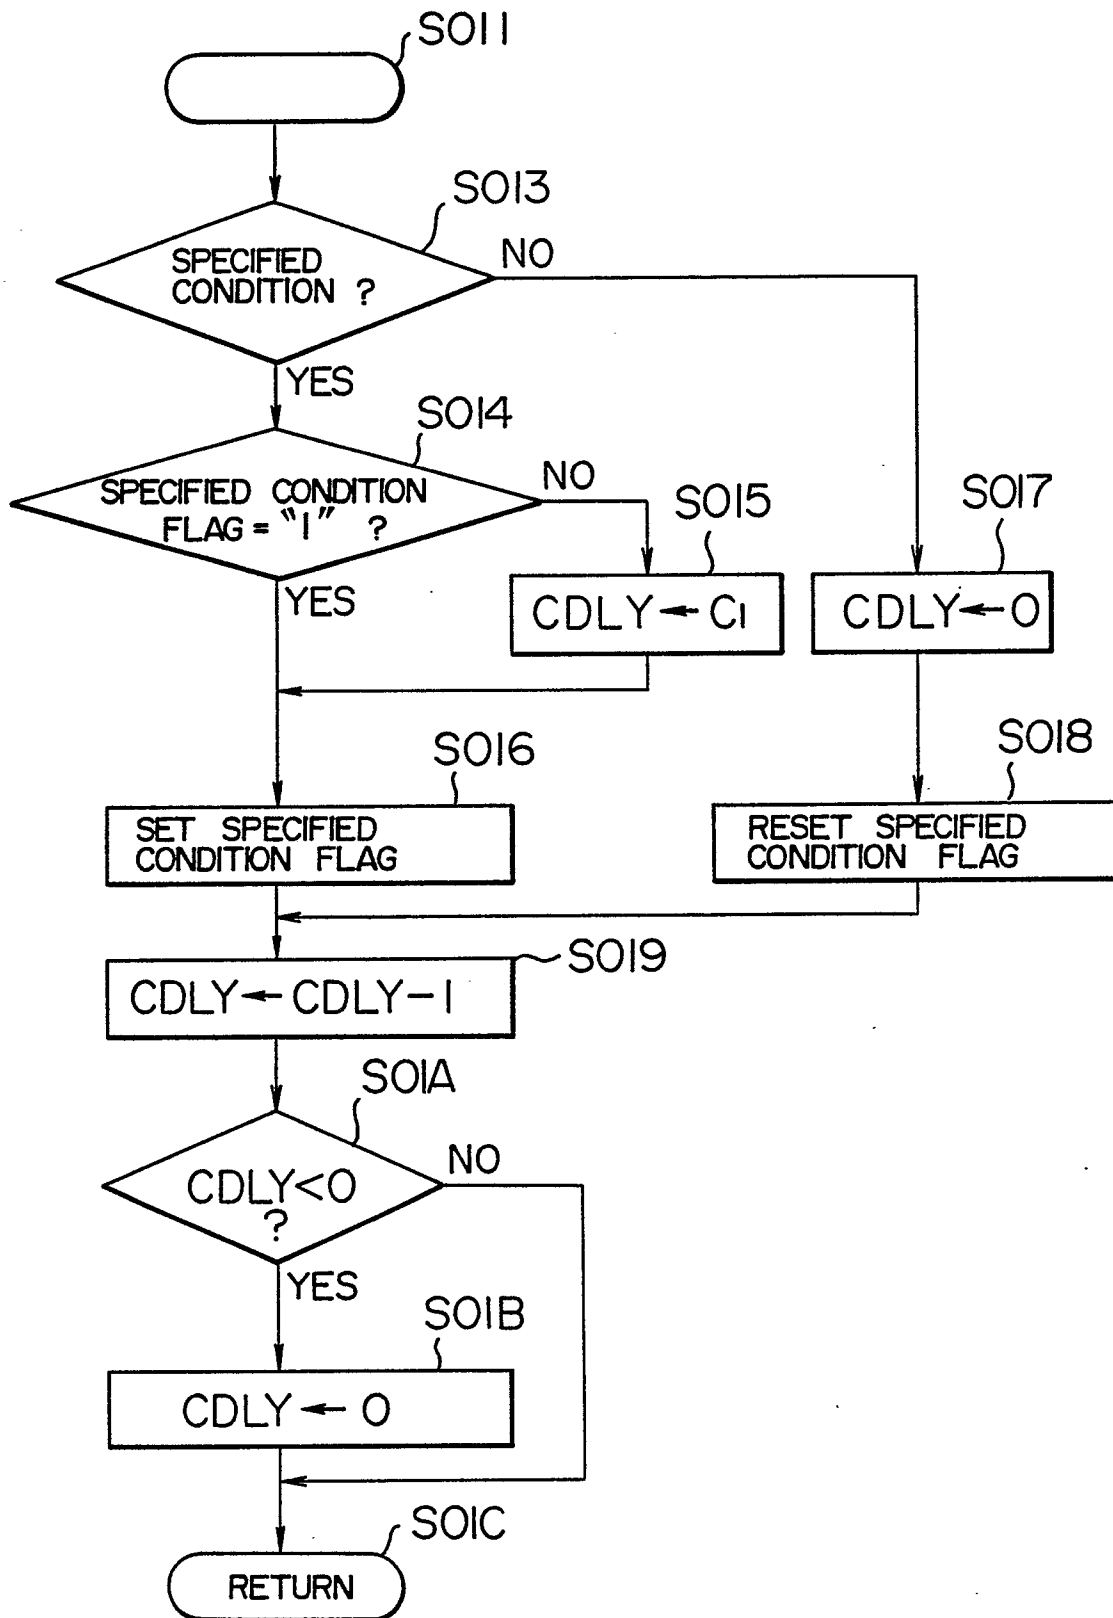 S011
S013
SPECIFIED
CONDITION ?
NO
YES
S014
SPECIFIED CONDITION
FLAG = "1" ?
NO
YES
S015
CDLY ← C1
S017
CDLY ← 0
S016
SET SPECIFIED
CONDITION FLAG
S018
RESET SPECIFIED
CONDITION FLAG
S019
CDLY ← CDLY – 1
S01A
CDLY < 0
?
NO
YES
S01B
CDLY ← 0
S01C
RETURN